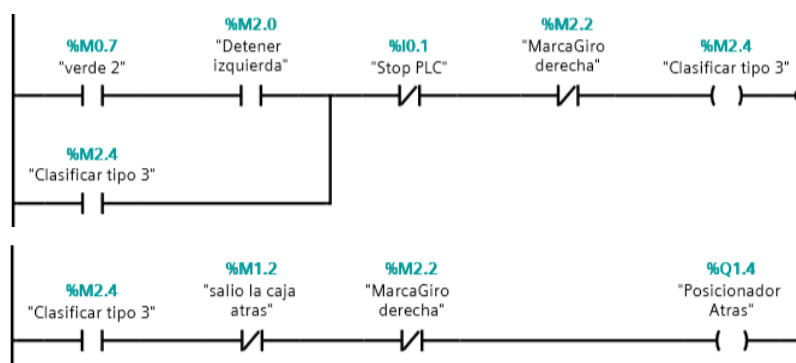 %M0.7
"verde 2"
%M2.0
"Detener
izquierda"
%I0.1
"Stop PLC"
%M2.2
"MarcaGiro
derecha"
%M2.4
"Clasificar tipo 3"
%M2.4
"Clasificar tipo 3"
%M2.4
"Clasificar tipo 3"
%M1.2
"salio la caja
atras"
%M2.2
"MarcaGiro
derecha"
%Q1.4
"Posicionador
Atras"